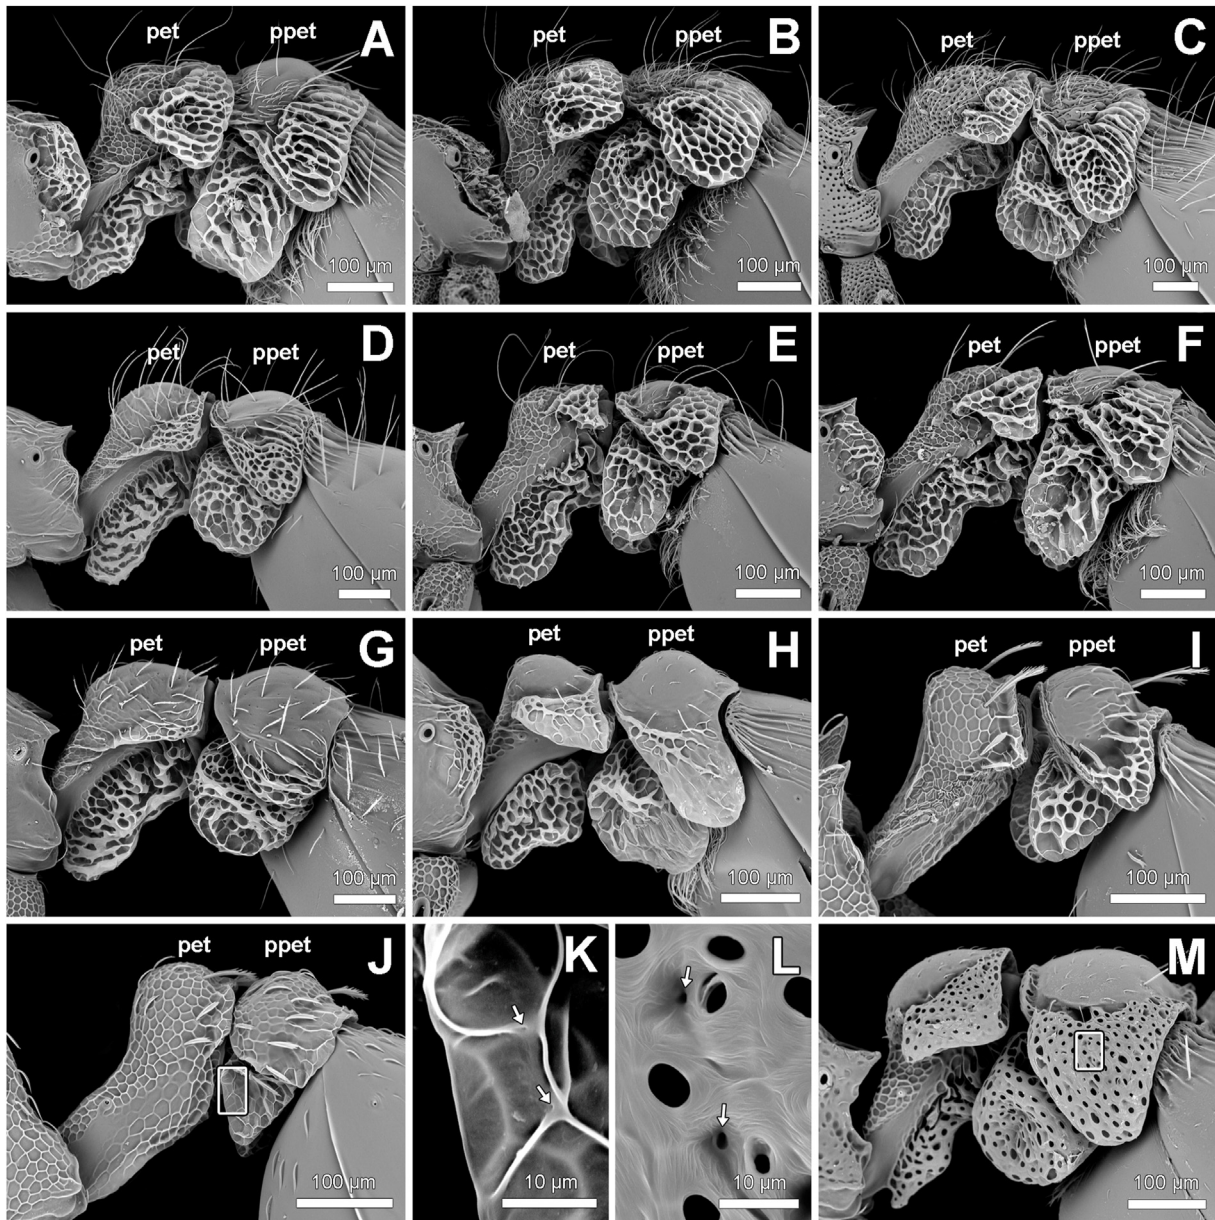 pet ppet A
100 µm
pet ppet B
100 µm
pet ppet C
100 µm
pet ppet D
100 µm
pet ppet E
100 µm
pet ppet F
100 µm
pet ppet G
100 µm
pet ppet H
100 µm
pet ppet I
100 µm
pet ppet J
100 µm
K
10 µm
L
10 µm
M
100 µm